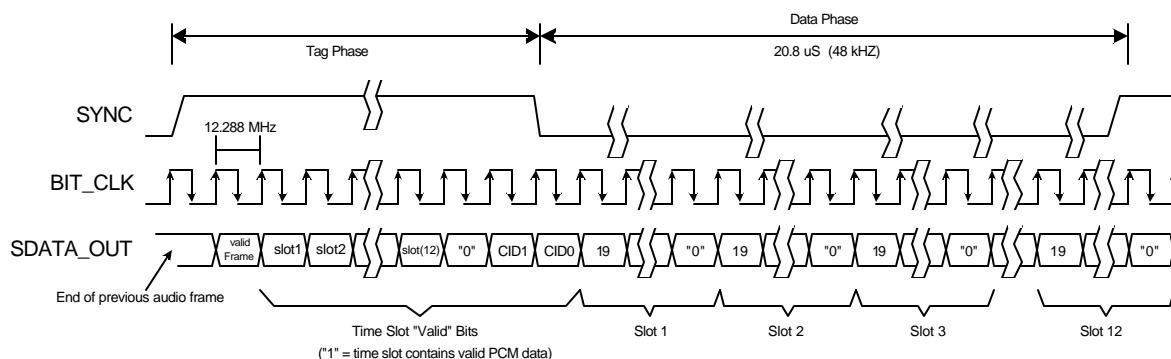 Tag Phase
Data Phase
20.8 uS (48 kHZ)
SYNC
12.288 MHz
BIT_CLK
SDATA_OUT
valid
Frame
slot1
slot2
slot(12)
"0"
CID1
CID0
19
"0"
19
"0"
19
"0"
19
"0"
End of previous audio frame
Time Slot "Valid" Bits
("1" = time slot contains valid PCM data)
Slot 1
Slot 2
Slot 3
Slot 12